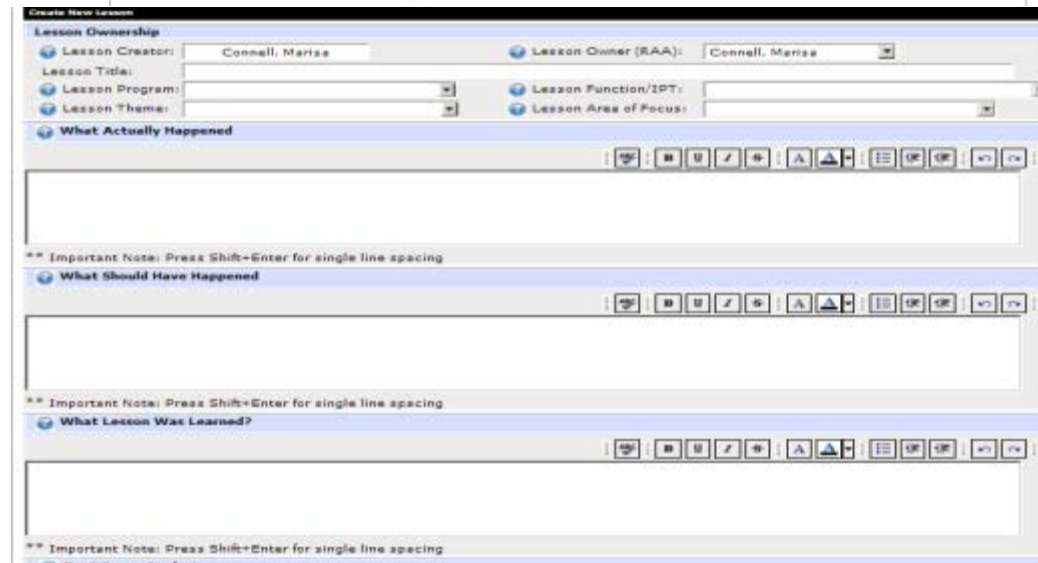 Create New Lesson
Lesson Ownership
Lesson Creator: Connell, Marisa Lesson Owner (RAA): Connell, Marisa
Lesson Title:
Lesson Program: Lesson Function/IPT:
Lesson Theme: Lesson Area of Focus:
What Actually Happened
B U I S A A
** Important Note: Press Shift+Enter for single line spacing
What Should Have Happened
B U I S A A
** Important Note: Press Shift+Enter for single line spacing
What Lesson Was Learned?
B U I S A A
** Important Note: Press Shift+Enter for single line spacing